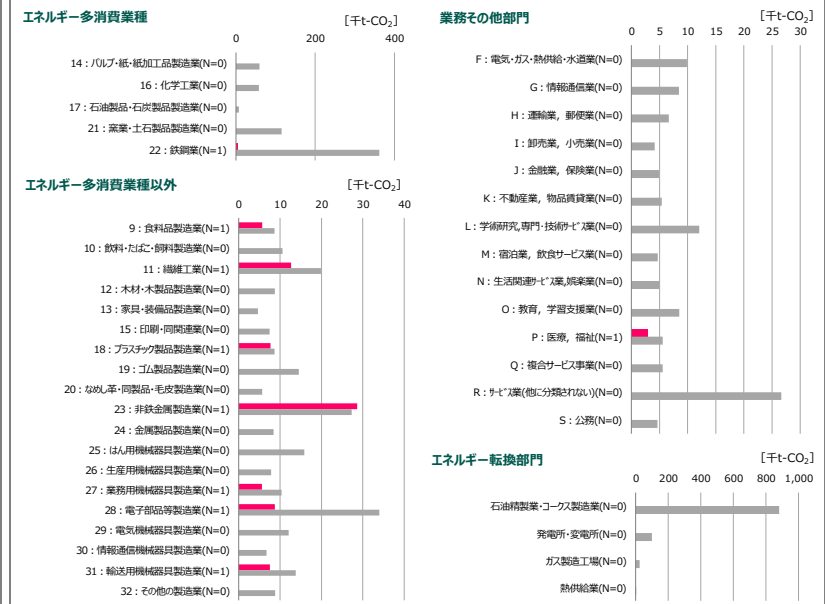 エネルギー多消費業種
[千t-CO₂]
0 200 400
14：パルプ・紙・紙加工品製造業(N=0)
16：化学工業(N=0)
17：石油製品・石炭製品製造業(N=0)
21：窯業・土石製品製造業(N=0)
22：鉄鋼業(N=1)
エネルギー多消費業種以外
[千t-CO₂]
0 10 20 30 40
9：食料品製造業(N=1)
10：飲料・たばこ・飼料製造業(N=0)
11：繊維工業(N=1)
12：木材・木製品製造業(N=0)
13：家具・装備品製造業(N=0)
15：印刷・同関連業(N=0)
18：プラスチック製品製造業(N=1)
19：ゴム製品製造業(N=0)
20：なめし革・同製品・毛皮製造業(N=0)
23：非鉄金属製造業(N=1)
24：金属製品製造業(N=0)
25：はん用機械器具製造業(N=0)
26：生産用機械器具製造業(N=0)
27：業務用機械器具製造業(N=1)
28：電子部品等製造業(N=1)
29：電気機械器具製造業(N=0)
30：情報通信機械器具製造業(N=0)
31：輸送用機械器具製造業(N=1)
32：その他の製造業(N=0)
業務その他部門
[千t-CO₂]
0 5 10 15 20 25 30
F：電気・ガス・熱供給・水道業(N=0)
G：情報通信業(N=0)
H：運輸業，郵便業(N=0)
I：卸売業，小売業(N=0)
J：金融業，保険業(N=0)
K：不動産業，物品賃貸業(N=0)
L：学術研究,専門・技術ｻｰﾋﾞｽ業(N=0)
M：宿泊業，飲食サービス業(N=0)
N：生活関連ｻｰﾋﾞｽ業,娯楽業(N=0)
O：教育，学習支援業(N=0)
P：医療，福祉(N=1)
Q：複合サービス事業(N=0)
R：ｻｰﾋﾞｽ業(他に分類されない)(N=0)
S：公務(N=0)
エネルギー転換部門
[千t-CO₂]
0 200 400 600 800 1,000
石油精製業・コークス製造業(N=0)
発電所・変電所(N=0)
ガス製造工場(N=0)
熱供給業(N=0)